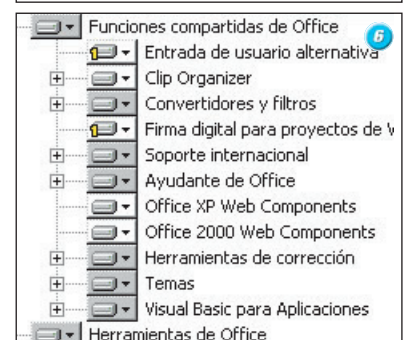 Funciones compartidas de Office
6
Entrada de usuario alternativa
Clip Organizer
Convertidores y filtros
Firma digital para proyectos de V
Soporte internacional
Ayudante de Office
Office XP Web Components
Office 2000 Web Components
Herramientas de corrección
Temas
Visual Basic para Aplicaciones
Herramientas de Office